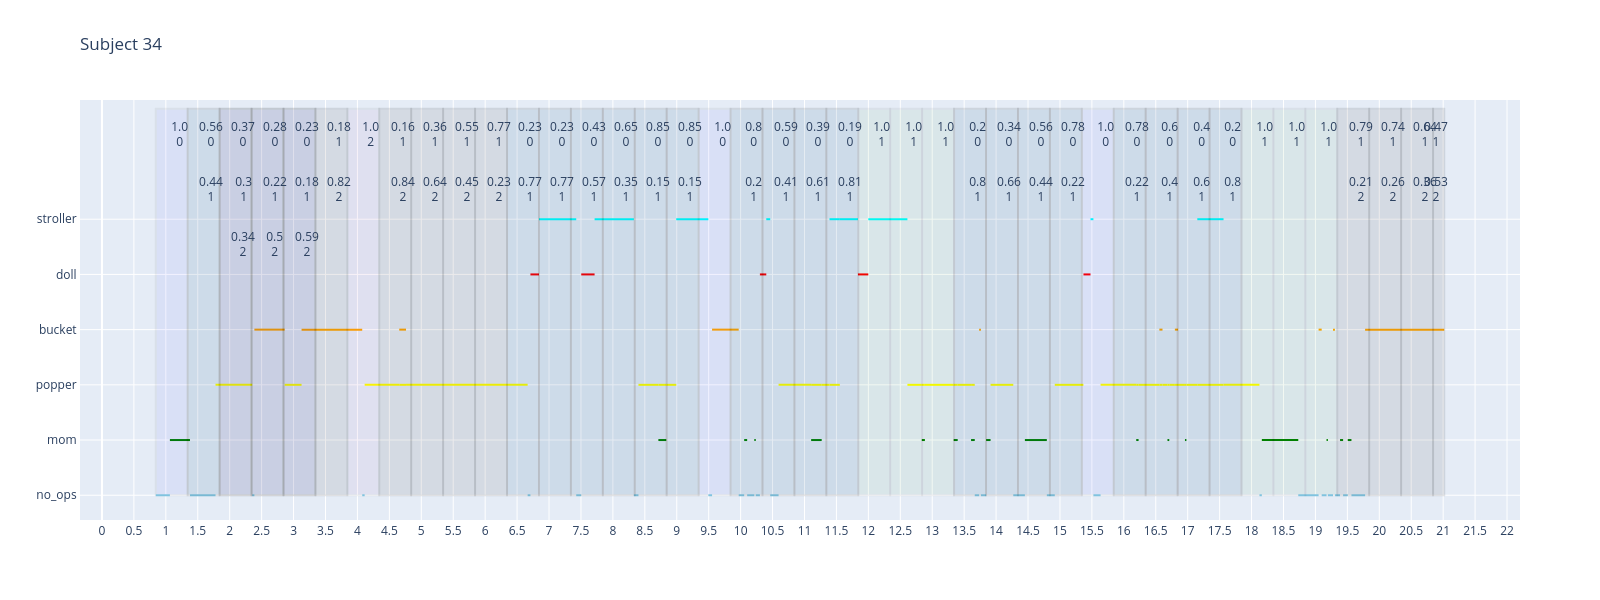 Subject 34
1.0 0.56 0.37 0.28 0.23 0.18 1.0 0.16 0.36 0.55 0.77 0.23 0.23 0.43 0.65 0.85 0.85 1.0 0.8 0.59 0.39 0.19 1.0 1.0 1.0 0.2 0.34 0.56 0.78 1.0 0.78 0.6 0.4 0.2 1.0 1.0 1.0 0.79 0.74
0 0 0 0 0 1 2 1 1 1 1 0 0 0 0 0 0 0 0 0 0 0 1 1 1 0 0 0 0 0 0 0 0 0 1 1 1 1 1 1 1
0.44 0.3 0.22 0.18 0.82 0.84 0.64 0.45 0.23 0.77 0.77 0.57 0.35 0.15 0.15 0.2 0.41 0.61 0.81 0.8 0.66 0.44 0.22 0.22 0.4 0.6 0.8 0.21 0.26
1 1 1 1 2 2 2 2 2 1 1 1 1 1 1 1 1 1 1 1 1 1 1 1 1 1 1 2 2 2 2
stroller
0.34 0.5 0.59
2 2 2
doll
bucket
popper
mom
no_ops
0 0.5 1 1.5 2 2.5 3 3.5 4 4.5 5 5.5 6 6.5 7 7.5 8 8.5 9 9.5 10 10.5 11 11.5 12 12.5 13 13.5 14 14.5 15 15.5 16 16.5 17 17.5 18 18.5 19 19.5 20 20.5 21 21.5 22